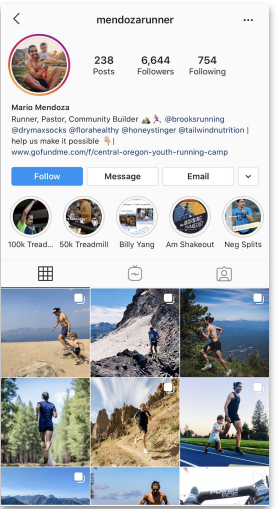 mendozarunner
238
6,644
754
Posts
Followers
Following
Mario Mendoza
Runner, Pastor, Community Builder ⛰️🏃 @brooksrunning
@drymaxsocks @florahealthy @honeystinger @tailwindnutrition |
help us make it possible 👇🏼|
www.gofundme.com/f/central-oregon-youth-running-camp
Follow
Message
Email
100k Tread...
50k Treadmill
Billy Yang
Am Shakeout
Neg Splits